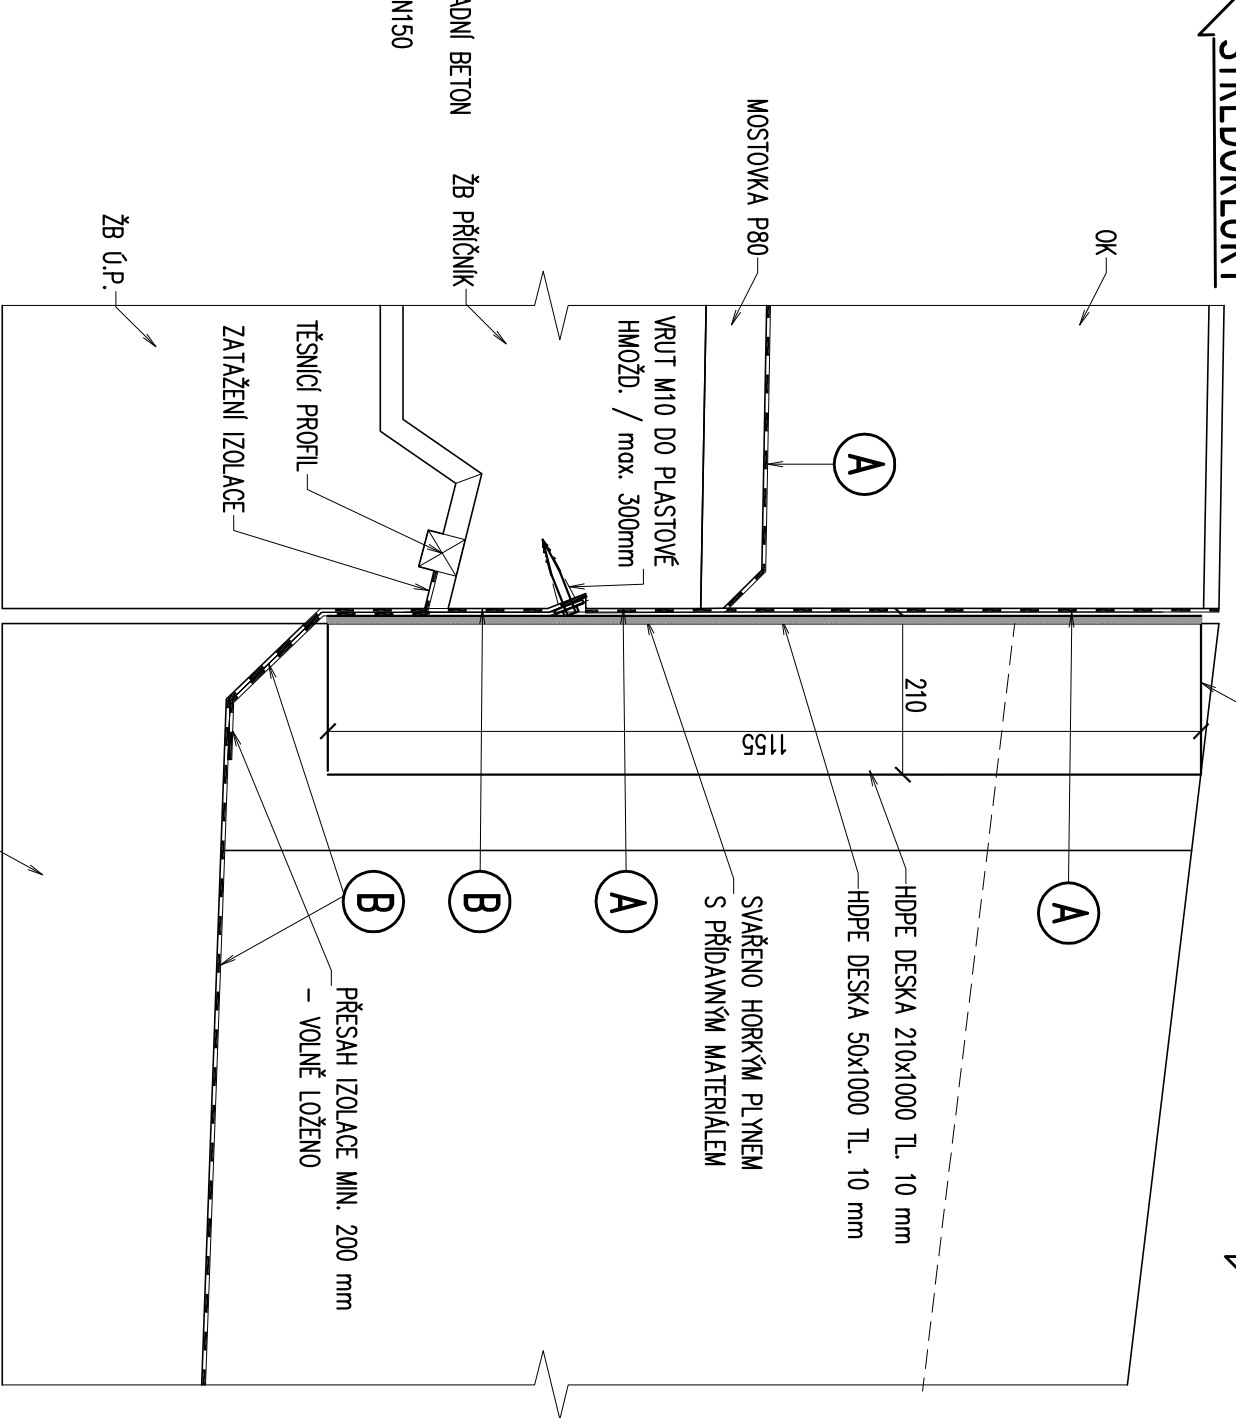 OK
MOSTOVKA P80
BETON
ŽB PŘÍČNÍK
ŽB Ú.P.
VRUT M10 DO PLASTOVÉ
HMOŽD. / max. 300mm
TĚSNÍCÍ PROFIL
ZATAŽENÍ IZOLACE
A
210
1155
A
HDPE DESKA 210x1000 TL. 10 mm
HDPE DESKA 50x1000 TL. 10 mm
SVAŘENO HORKÝM PLYNEM
S PŘÍDAVNÝM MATERIÁLEM
A
B
B
PŘESAH IZOLACE MIN. 200 mm
- VOLNĚ LOŽENO